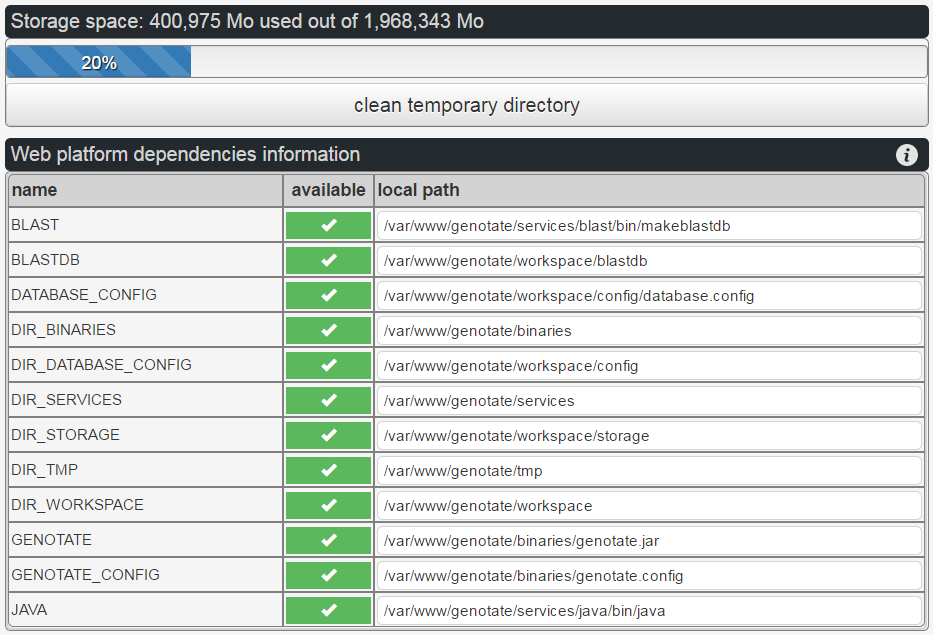 Storage space: 400,975 Mo used out of 1,968,343 Mo
20%
clean temporary directory
Web platform dependencies information
name available local path
BLAST /var/www/genotate/services/blast/bin/makeblastdb
BLASTDB /var/www/genotate/workspace/blastdb
DATABASE_CONFIG /var/www/genotate/workspace/config/database.config
DIR_BINARIES /var/www/genotate/binaries
DIR_DATABASE_CONFIG /var/www/genotate/workspace/config
DIR_SERVICES /var/www/genotate/services
DIR_STORAGE /var/www/genotate/workspace/storage
DIR_TMP /var/www/genotate/tmp
DIR_WORKSPACE /var/www/genotate/workspace
GENOTATE /var/www/genotate/binaries/genotate.jar
GENOTATE_CONFIG /var/www/genotate/binaries/genotate.config
JAVA /var/www/genotate/services/java/bin/java